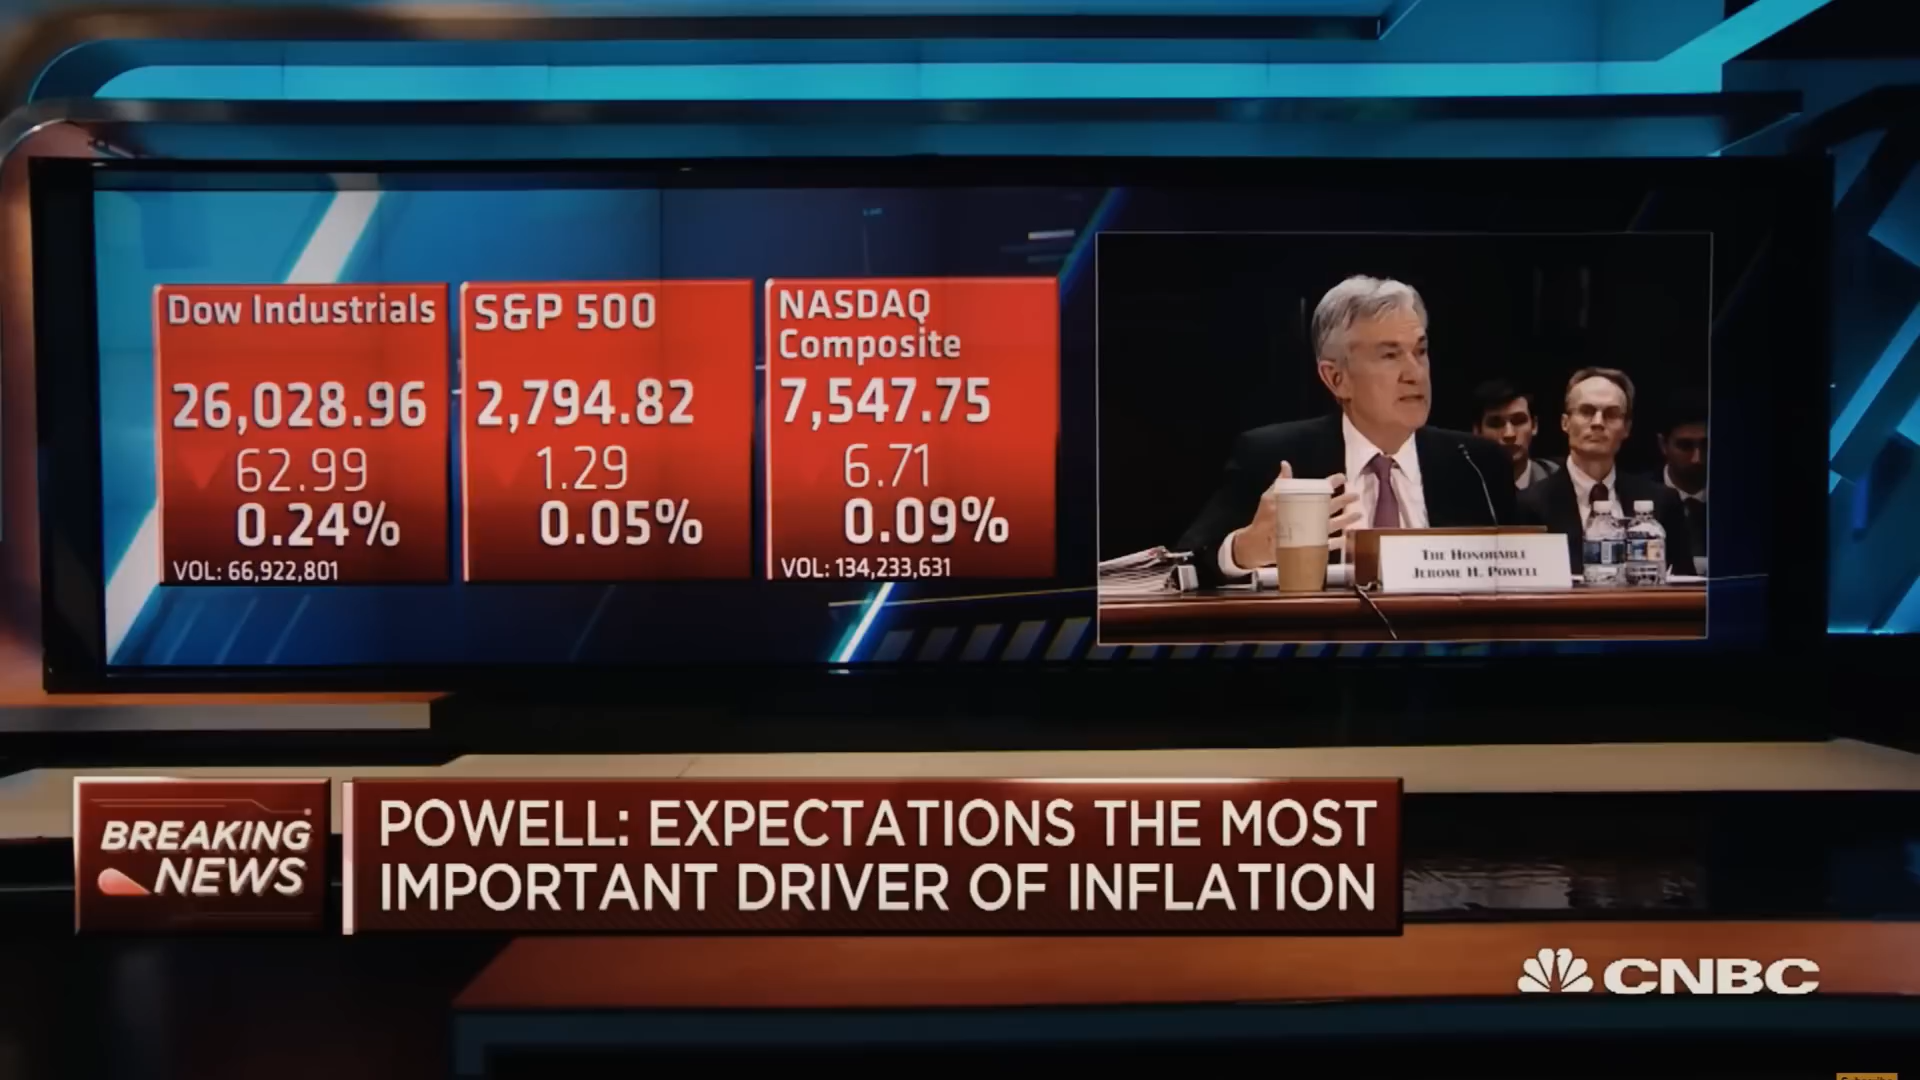 Dow Industrials
26,028.96
62.99
0.24%
VOL: 66,922,801
S&P 500
2,794.82
1.29
0.05%
NASDAQ
Composite
7,547.75
6.71
0.09%
VOL: 134,233,631
THE HONORABLE
JEROME H. POWELL
BREAKING
NEWS
POWELL: EXPECTATIONS THE MOST
IMPORTANT DRIVER OF INFLATION
CNBC